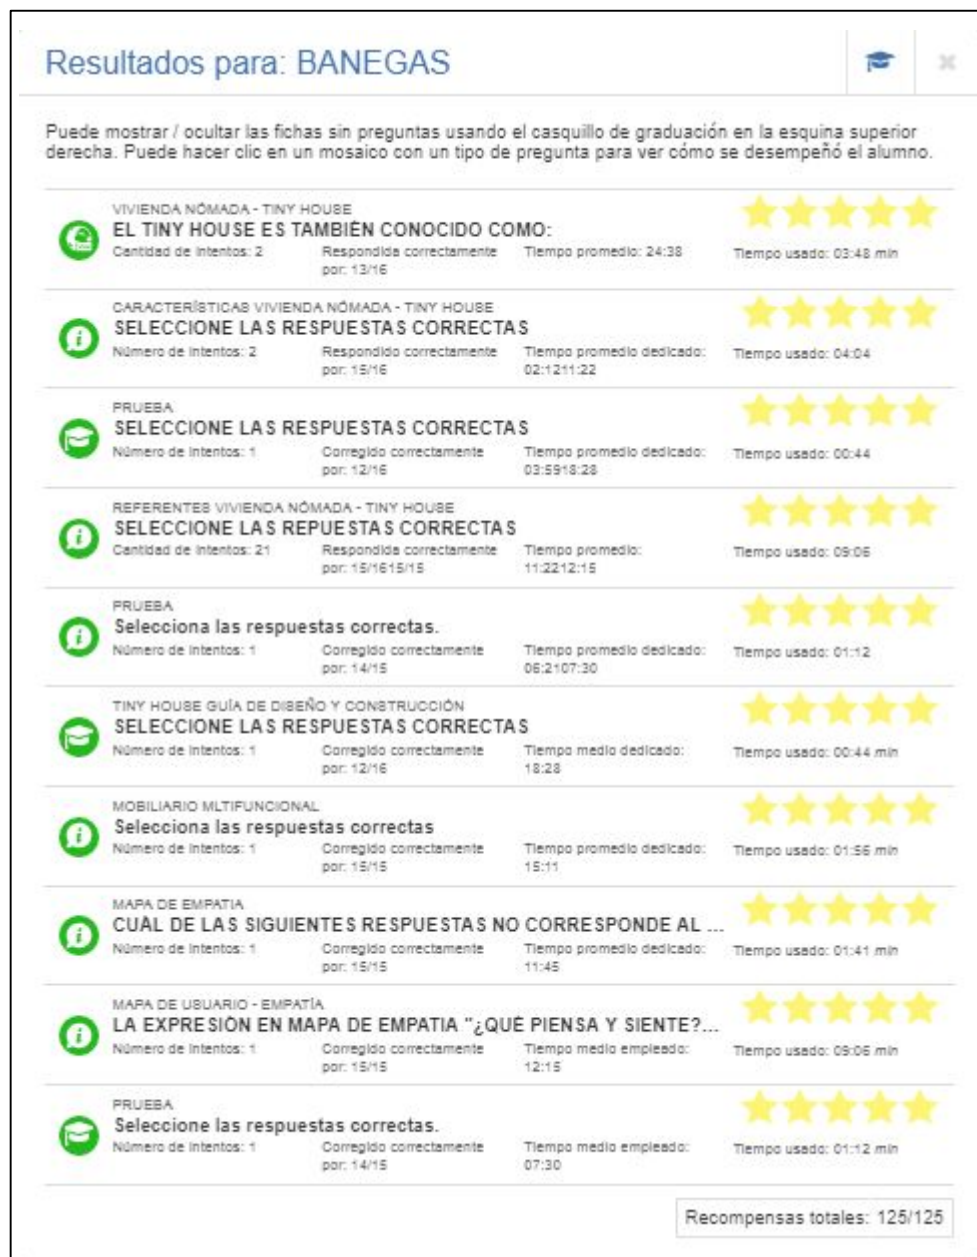 Resultados para: BANEGAS
Puede mostrar / ocultar las fichas sin preguntas usando el casquillo de graduación en la esquina superior
derecha. Puede hacer clic en un mosaico con un tipo de pregunta para ver cómo se desempeñó el alumno.
VIVIENDA NÓMADA - TINY HOUSE
EL TINY HOUSE ES TAMBIÉN CONOCIDO COMO:
Cantidad de Intentos: 2 Respondida correctamente Tiempo promedio: 24:38 Tiempo usado: 03:48 min
por: 13/16
CARACTERÍSTICAS VIVIENDA NÓMADA - TINY HOUSE
SELECCIONE LAS RESPUESTAS CORRECTAS
Número de Intentos: 2 Respondido correctamente Tiempo promedio dedicado: Tiempo usado: 04:04
por: 15/16 02:1211:22
PRUEBA
SELECCIONE LAS RESPUESTAS CORRECTAS
Número de Intentos: 1 Corregido correctamente Tiempo promedio dedicado: Tiempo usado: 00:44
por: 12/16 03:5918:28
REFERENTES VIVIENDA NÓMADA - TINY HOUSE
SELECCIONE LAS REPUESTAS CORRECTAS
Cantidad de Intentos: 21 Respondida correctamente Tiempo promedio: Tiempo usado: 09:06
por: 15/1615/15 11:2212:15
PRUEBA
Selecciona las respuestas correctas.
Número de Intentos: 1 Corregido correctamente Tiempo promedio dedicado: Tiempo usado: 01:12
por: 14/15 06:2107:30
TINY HOUSE GUÍA DE DISEÑO Y CONSTRUCCIÓN
SELECCIONE LAS RESPUESTAS CORRECTAS
Número de Intentos: 1 Corregido correctamente Tiempo medio dedicado: Tiempo usado: 00:44 min
por: 12/16 18:28
MOBILIARIO MLTIFUNCIONAL
Selecciona las respuestas correctas
Número de Intentos: 1 Corregido correctamente Tiempo promedio dedicado: Tiempo usado: 01:56 min
por: 15/15 15:11
MAPA DE EMPATIA
CUÁL DE LAS SIGUIENTES RESPUESTAS NO CORRESPONDE AL ...
Número de Intentos: 1 Corregido correctamente Tiempo promedio dedicado: Tiempo usado: 01:41 min
por: 15/15 11:45
MAPA DE USUARIO - EMPATÍA
LA EXPRESIÓN EN MAPA DE EMPATIA "¿QUÉ PIENSA Y SIENTE?...
Número de Intentos: 1 Corregido correctamente Tiempo medio empleado: Tiempo usado: 09:06 min
por: 15/15 12:15
PRUEBA
Seleccione las respuestas correctas.
Número de Intentos: 1 Corregido correctamente Tiempo medio empleado: Tiempo usado: 01:12 min
por: 14/15 07:30
Recompensas totales: 125/125